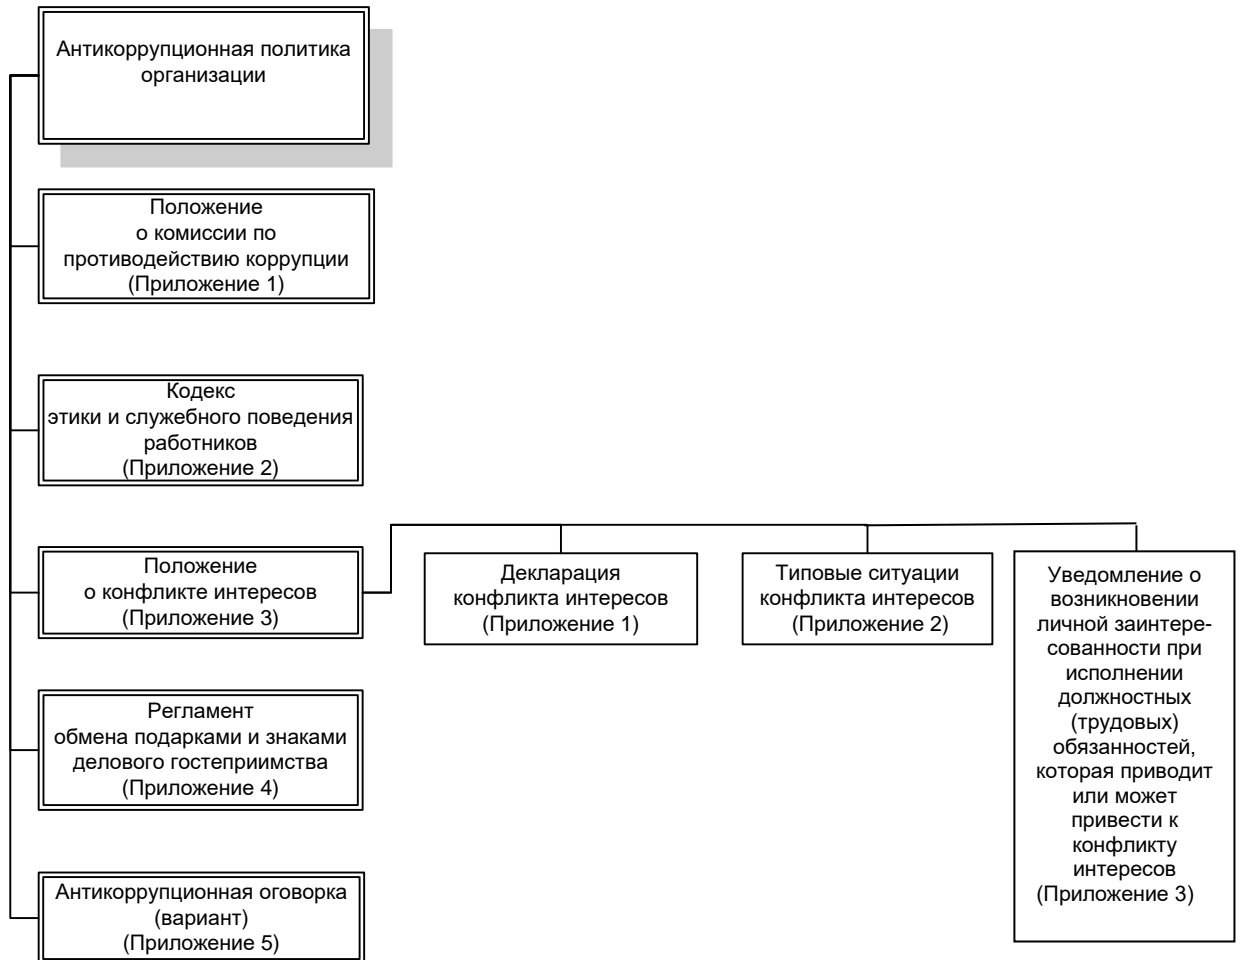 Антикоррупционная политика
организации
Положение
о комиссии по
противодействию коррупции
(Приложение 1)
Кодекс
этики и служебного поведения
работников
(Приложение 2)
Положение
о конфликте интересов
(Приложение 3)
Декларация
конфликта интересов
(Приложение 1)
Типовые ситуации
конфликта интересов
(Приложение 2)
Уведомление о
возникновении
личной заинтере-
сованности при
исполнении
должностных
(трудовых)
обязанностей,
которая приводит
или может
привести к
конфликту
интересов
(Приложение 3)
Регламент
обмена подарками и знаками
делового гостеприимства
(Приложение 4)
Антикоррупционная оговорка
(вариант)
(Приложение 5)